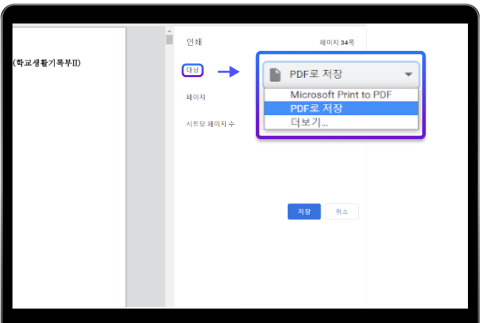 (학교생활기록부II)
인쇄
페이지 34쪽
대상
PDF로 저장
Microsoft Print to PDF
PDF로 저장
더보기...
페이지
시트당 페이지 수
저장
취소